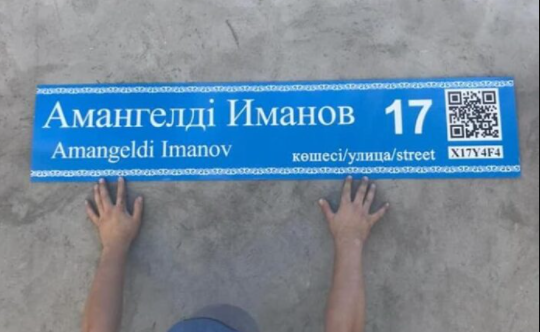 Амангелді Иманов 17
Amangeldi Imanov көшесі/улица/street X17Y4F4